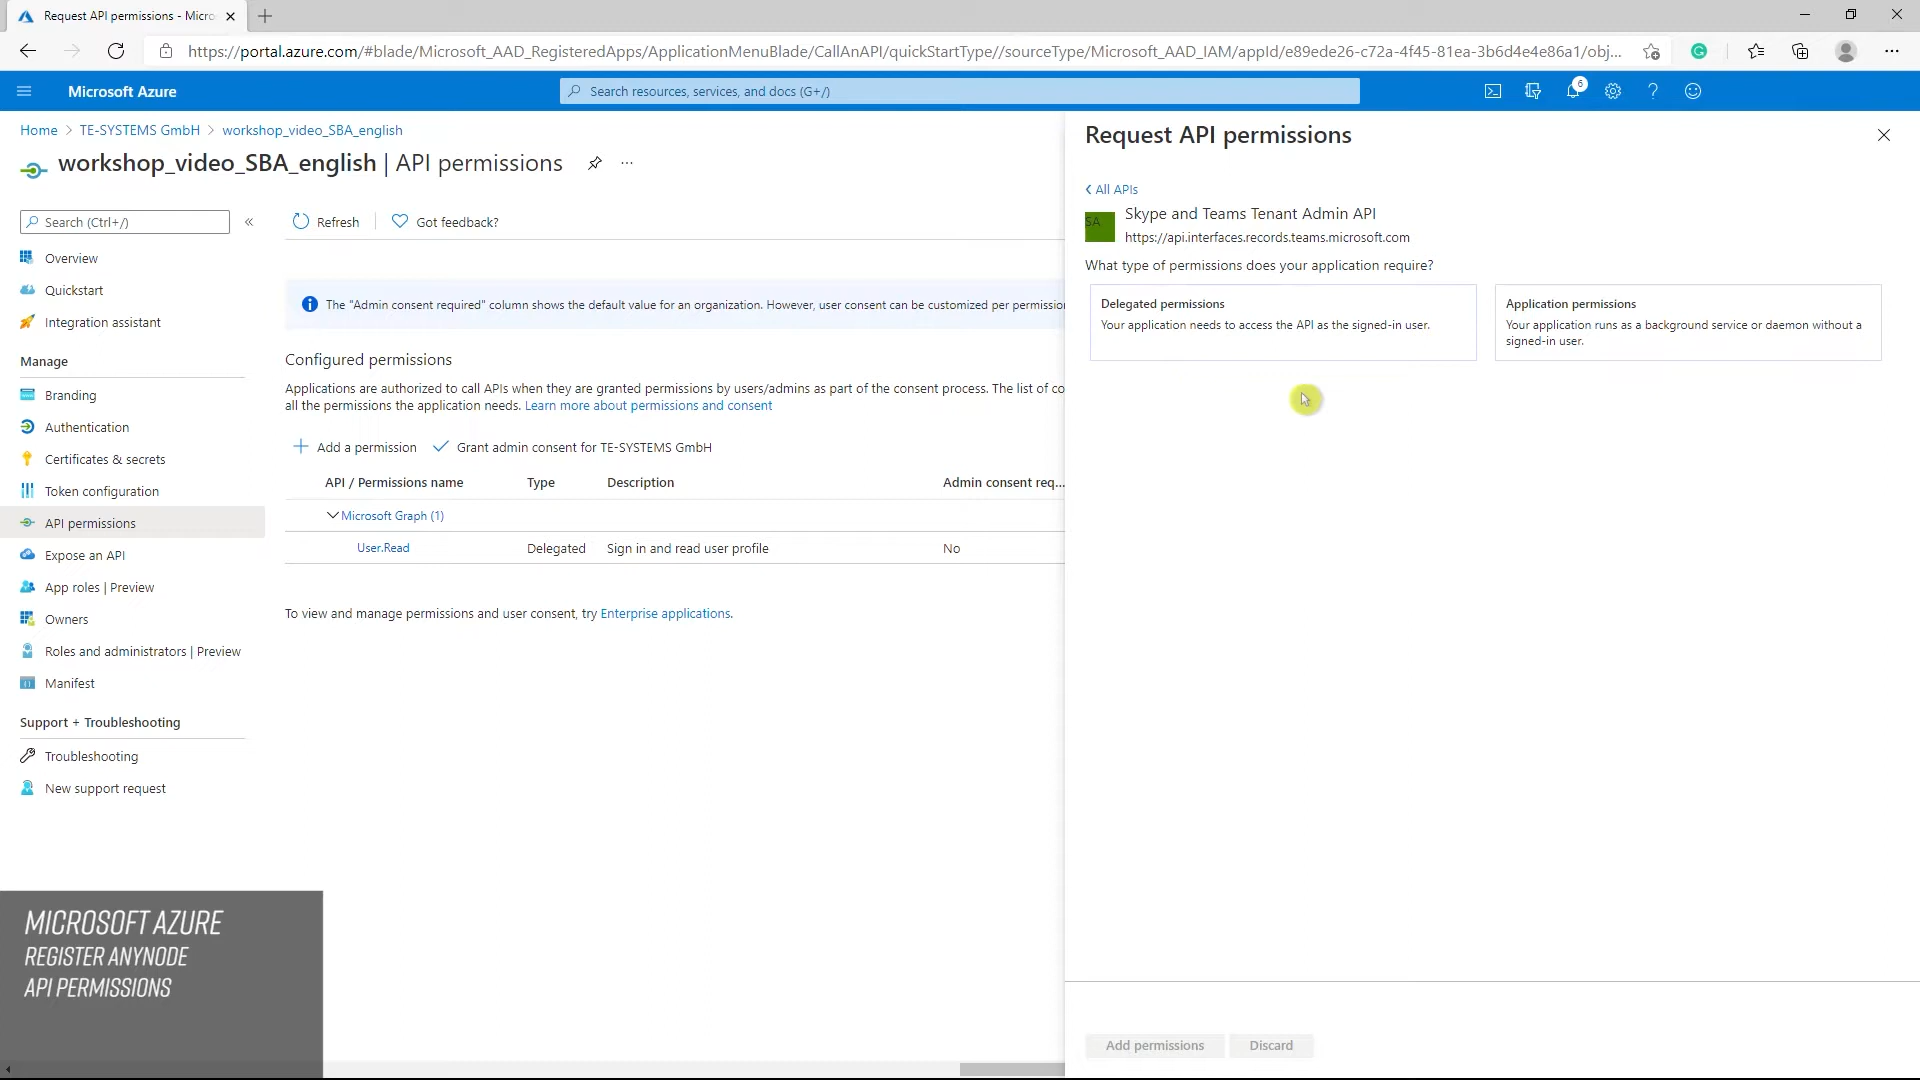 Request API permissions - Micro
https://portal.azure.com/#blade/Microsoft_AAD_RegisteredApps/ApplicationMenuBlade/CallAnAPI/quickStartType//sourceType/Microsoft_AAD_IAM/appId/e89ede26-c72a-4f45-81ea-3b6d4e4e86a1/obj...
Microsoft Azure
Search resources, services, and docs (G+/)
6
Home > TE-SYSTEMS GmbH > workshop_video_SBA_english
workshop_video_SBA_english | API permissions
Search (Ctrl+/)
Overview
Quickstart
Integration assistant
Manage
Branding
Authentication
Certificates & secrets
Token configuration
API permissions
Expose an API
App roles | Preview
Owners
Roles and administrators | Preview
Manifest
Support + Troubleshooting
Troubleshooting
New support request
Refresh
Got feedback?
The "Admin consent required" column shows the default value for an organization. However, user consent can be customized per permission
Configured permissions
Applications are authorized to call APIs when they are granted permissions by users/admins as part of the consent process. The list of co
all the permissions the application needs. Learn more about permissions and consent
Add a permission
Grant admin consent for TE-SYSTEMS GmbH
API / Permissions name Type Description Admin consent req...
Microsoft Graph (1)
User.Read Delegated Sign in and read user profile No
To view and manage permissions and user consent, try Enterprise applications.
Request API permissions
All APIs
SA
Skype and Teams Tenant Admin API
https://api.interfaces.records.teams.microsoft.com
What type of permissions does your application require?
Delegated permissions
Your application needs to access the API as the signed-in user.
Application permissions
Your application runs as a background service or daemon without a
signed-in user.
Add permissions
Discard
MICROSOFT AZURE
REGISTER ANYNODE
API PERMISSIONS